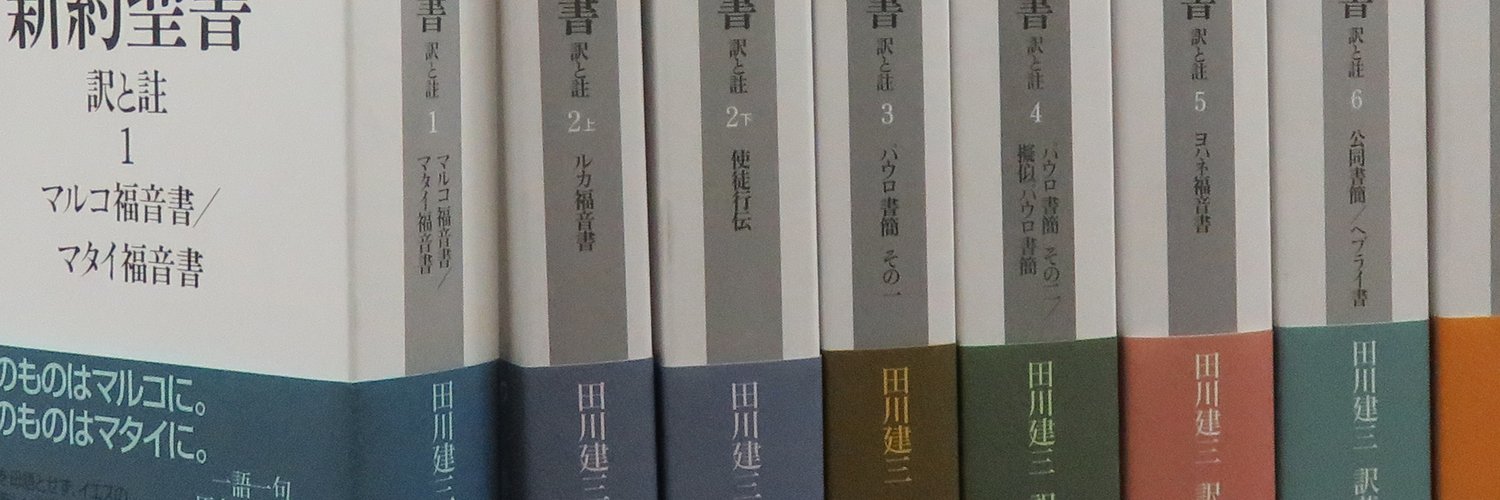 新約聖書
訳と註
1
マルコ福音書/
マタイ福音書
のものはマルコに。
のものはマタイに。
一語一句
書 訳と註 1 マルコ福音書/
マタイ福音書
田川建三
書 訳と註 2上 ルカ福音書
田川建三
書 訳と註 2下 使徒行伝
田川建三
書 訳と註 3 パウロ書簡 その一
田川建三
書 訳と註 4 パウロ書簡 その二/
擬似パウロ書簡
田川建三 訳
書 訳と註 5 ヨハネ福音書
田川建三 訳
書 訳と註 6 公同書簡/ヘブライ書
田川建三 訳